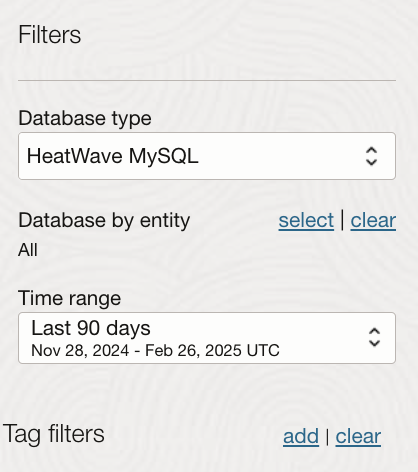 Filters
Database type
HeatWave MySQL
Database by entity select | clear
All
Time range
Last 90 days
Nov 28, 2024 - Feb 26, 2025 UTC
Tag filters add | clear